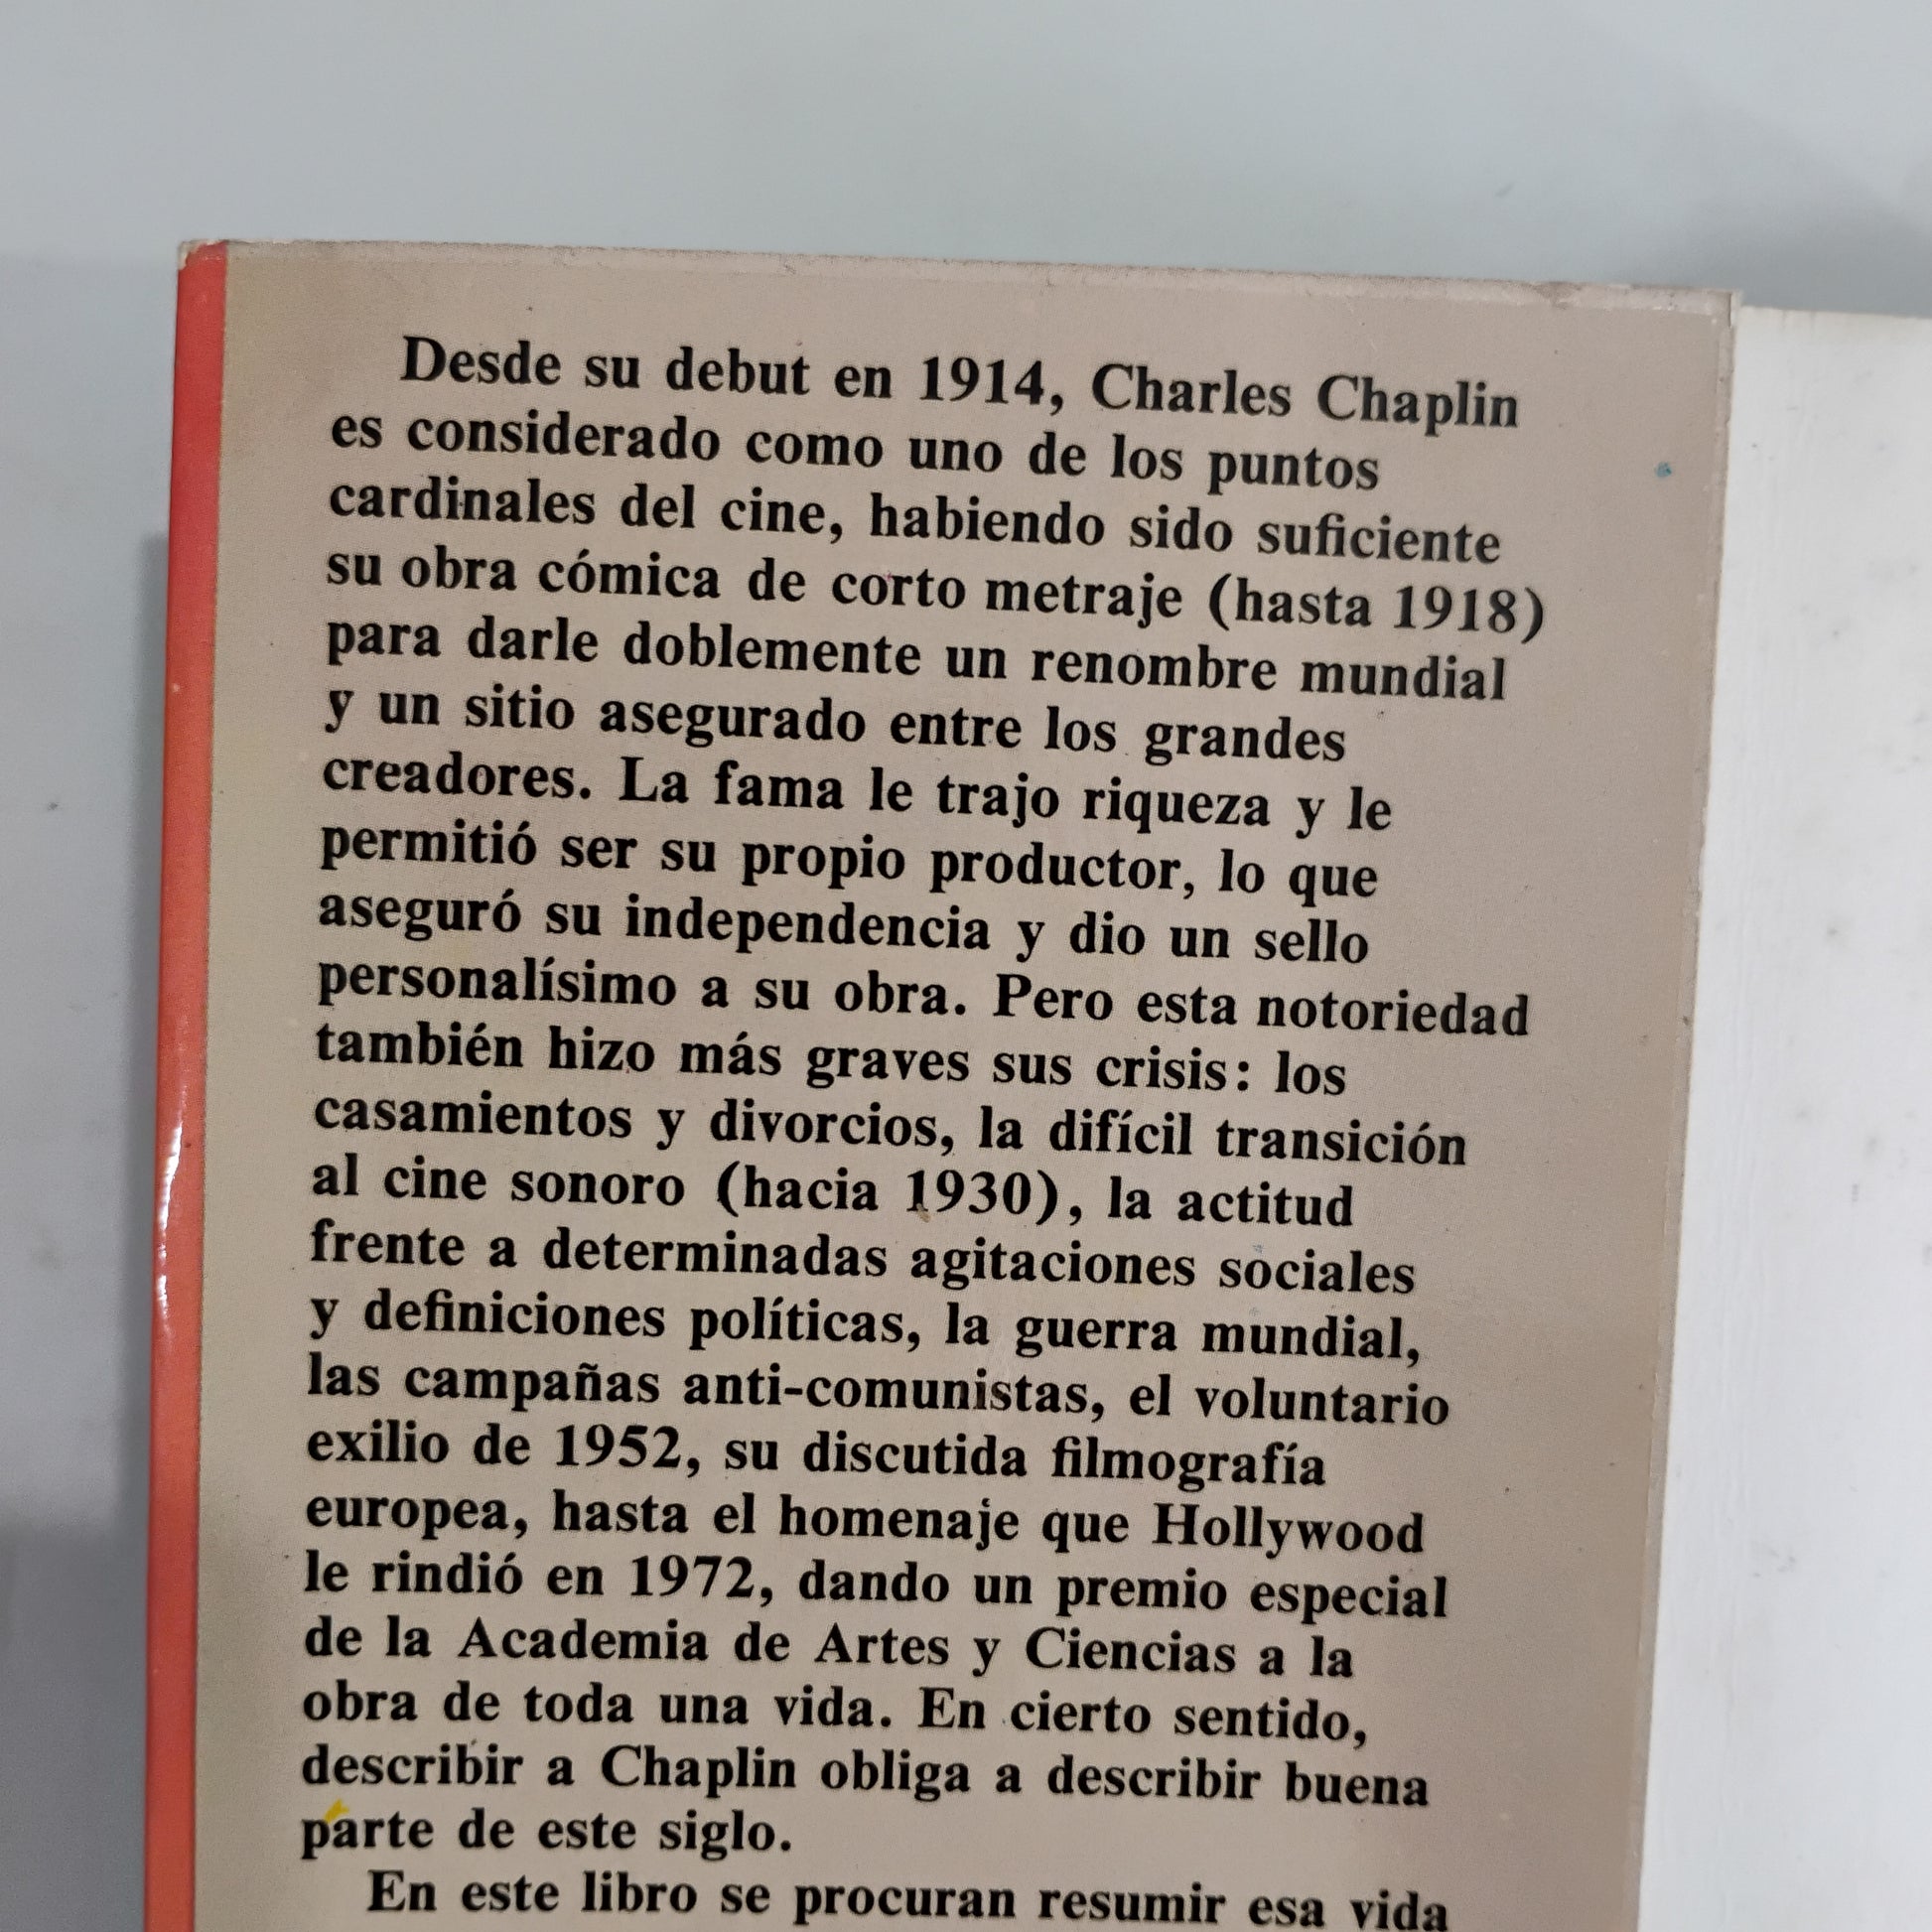 Desde su debut en 1914, Charles Chaplin
es considerado como uno de los puntos
cardinales del cine, habiendo sido suficiente
su obra cómica de corto metraje (hasta 1918)
para darle doblemente un renombre mundial
y un sitio asegurado entre los grandes
creadores. La fama le trajo riqueza y le
permitió ser su propio productor, lo que
aseguró su independencia y dio un sello
personalísimo a su obra. Pero esta notoriedad
también hizo más graves sus crisis: los
casamientos y divorcios, la difícil transición
al cine sonoro (hacia 1930), la actitud
frente a determinadas agitaciones sociales
y definiciones políticas, la guerra mundial,
las campañas anti-comunistas, el voluntario
exilio de 1952, su discutida filmografía
europea, hasta el homenaje que Hollywood
le rindió en 1972, dando un premio especial
de la Academia de Artes y Ciencias a la
obra de toda una vida. En cierto sentido,
describir a Chaplin obliga a describir buena
parte de este siglo.
En este libro se procuran resumir esa vida